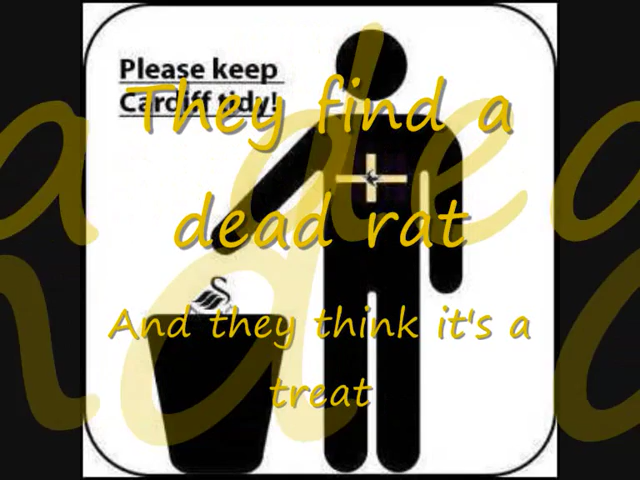 Please keep
Cardiff tidy!
They find a
dead rat
And they think it's a
treat